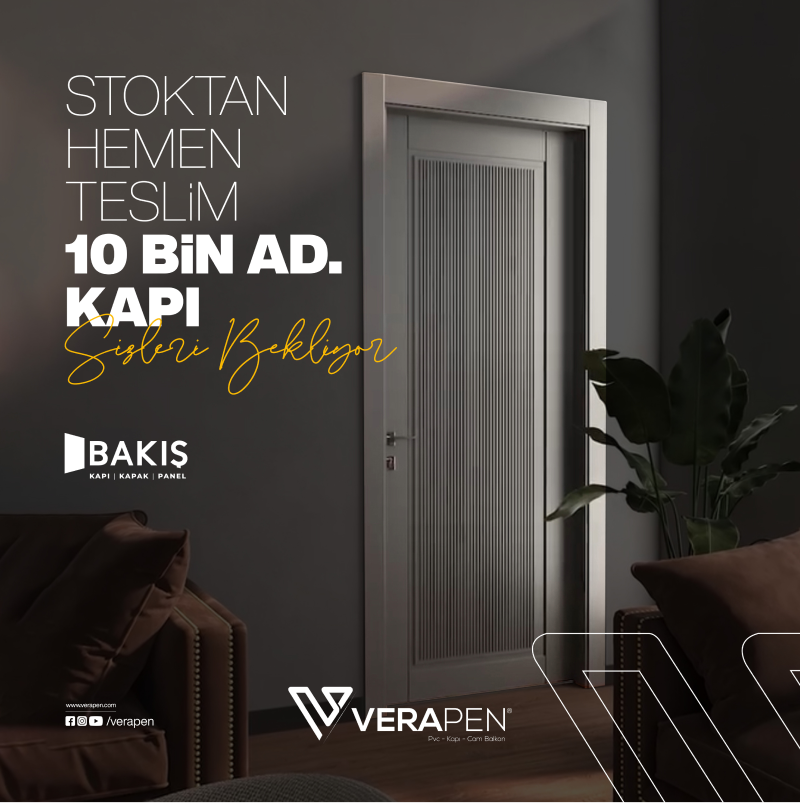 STOKTAN
HEMEN
TESLiM
10 BiN AD.
KAPI
Sizleri Bekliyor
BAKIŞ
KAPI | KAPAK | PANEL
www.verapen.com
/verapen
VERAPEN®
Pvc - Kapı - Cam Balkon